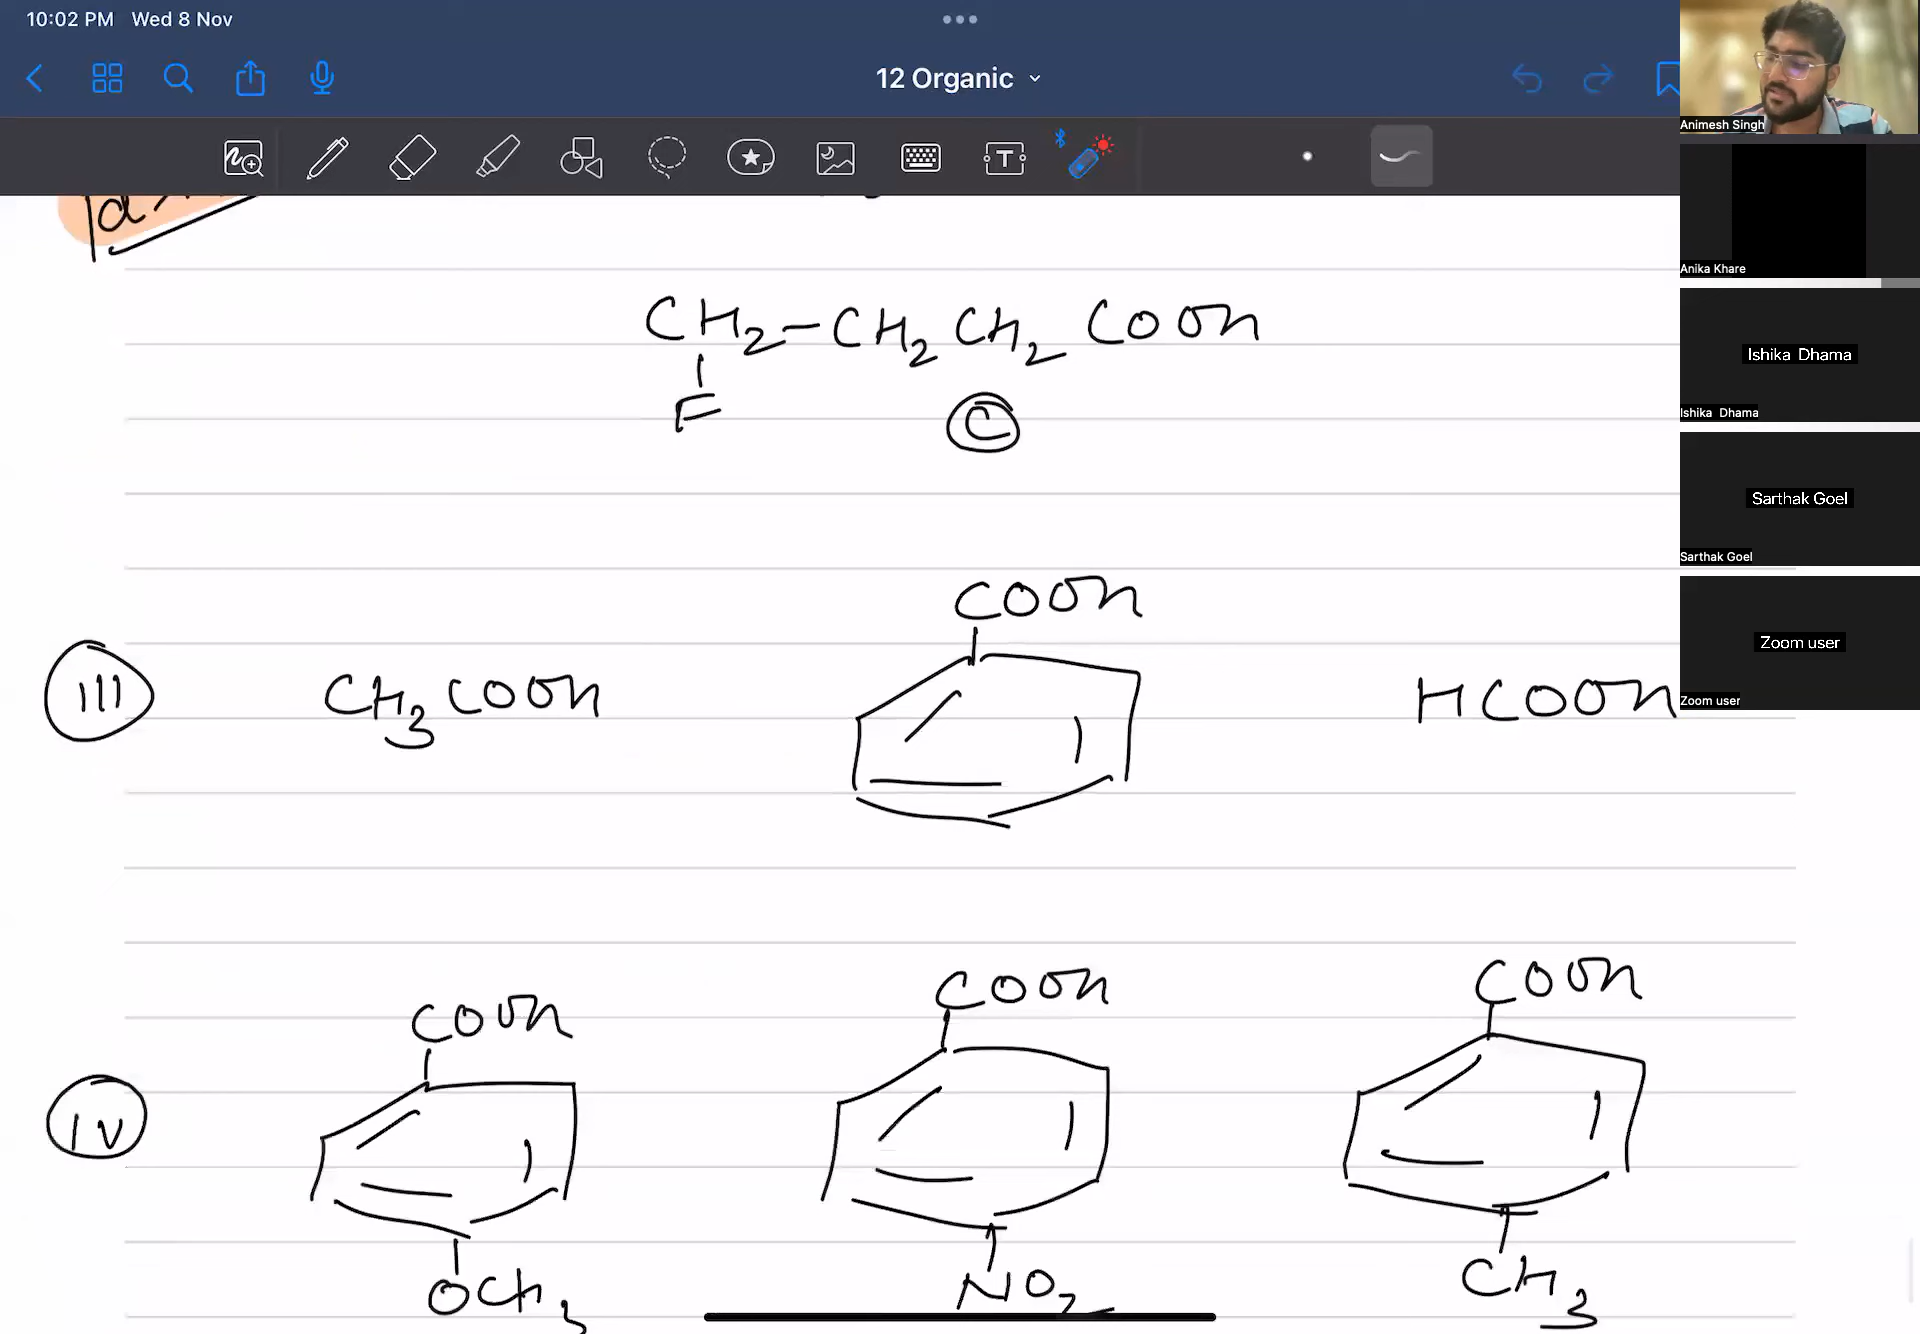 10:02 PM Wed 8 Nov
12 Organic
T
Animesh Singh
Anika Khare
Ishika Dhama
Ishika Dhama
Sarthak Goel
Sarthak Goel
Zoom user
Zoom user
CH2-CH2 CH2 COOH
F
C
COOH
III CH3COOH HCOOH
COOH COOH COOH
IV
OCH3 NO2 CH3